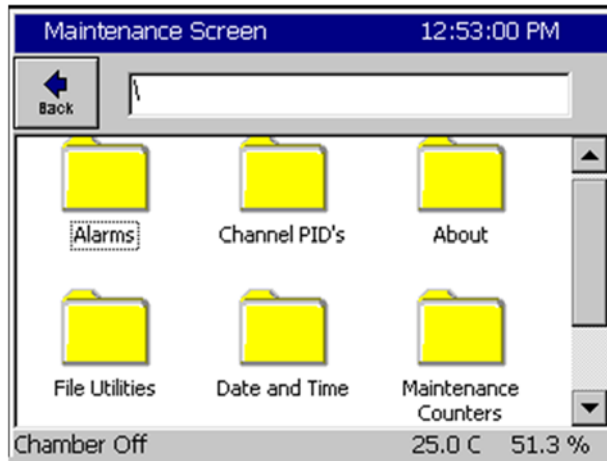 Maintenance Screen 12:53:00 PM
Back
\
Alarms Channel PID's About
File Utilities Date and Time Maintenance
Counters
Chamber Off 25.0 C 51.3 %